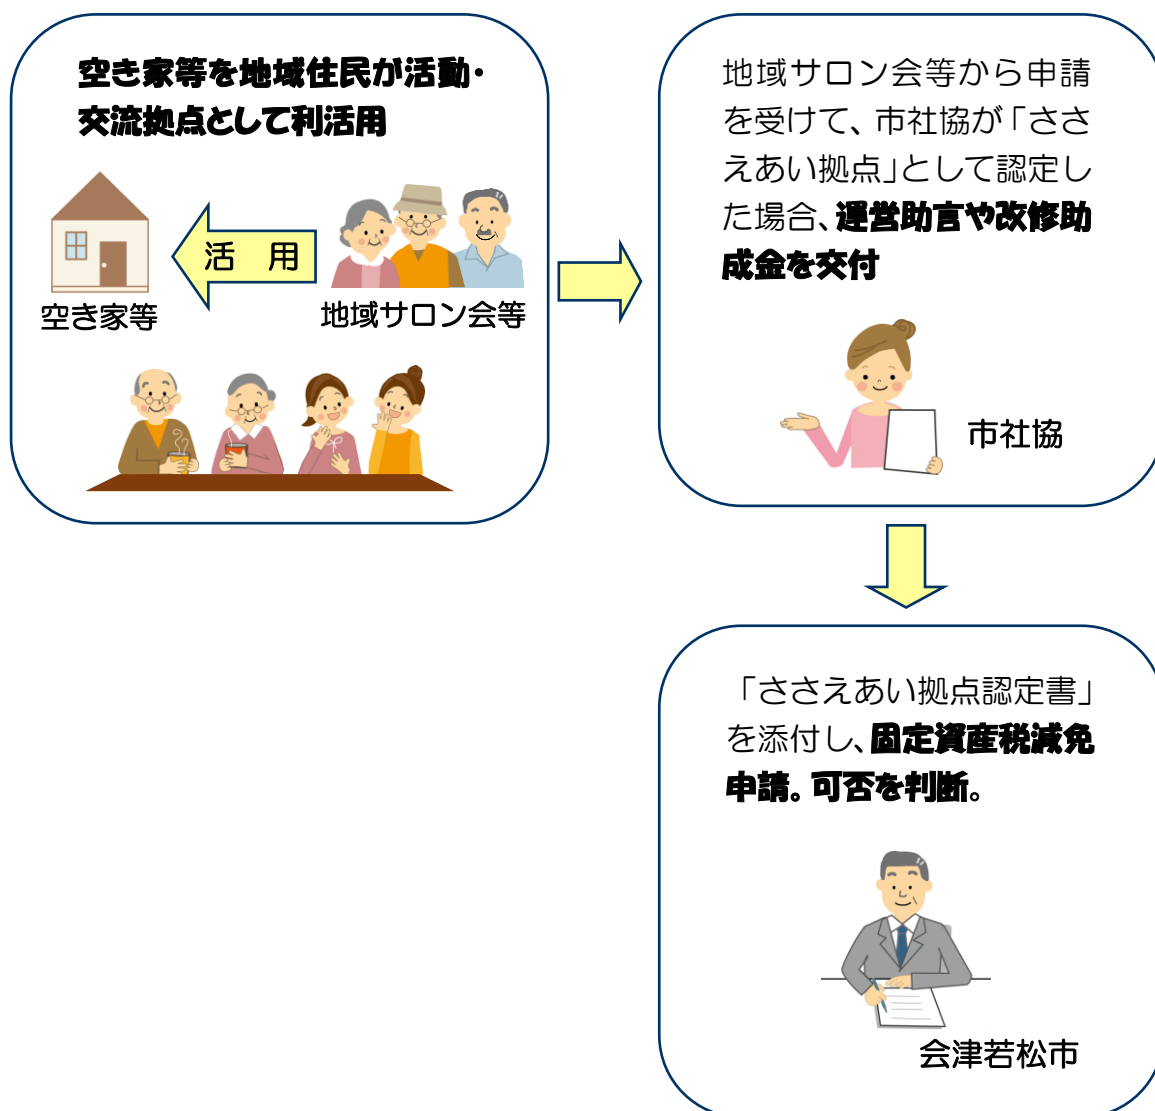 空き家等を地域住民が活動・
交流拠点として利活用
活　用
空き家等
地域サロン会等
地域サロン会等から申請
を受けて、市社協が「ささ
えあい拠点」として認定し
た場合、運営助言や改修助
成金を交付
市社協
「ささえあい拠点認定書」
を添付し、固定資産税減免
申請。可否を判断。
会津若松市